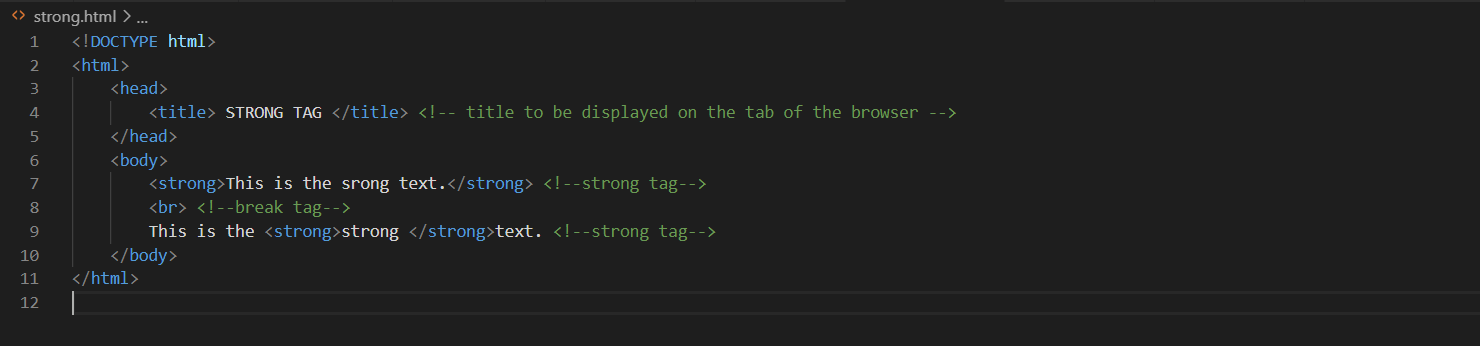 <> strong.html > ...
1 <!DOCTYPE html>
2 <html>
3     <head>
4         <title> STRONG TAG </title> <!-- title to be displayed on the tab of the browser -->
5     </head>
6     <body>
7         <strong>This is the srong text.</strong> <!--strong tag-->
8         <br> <!--break tag-->
9         This is the <strong>strong </strong>text. <!--strong tag-->
10     </body>
11 </html>
12